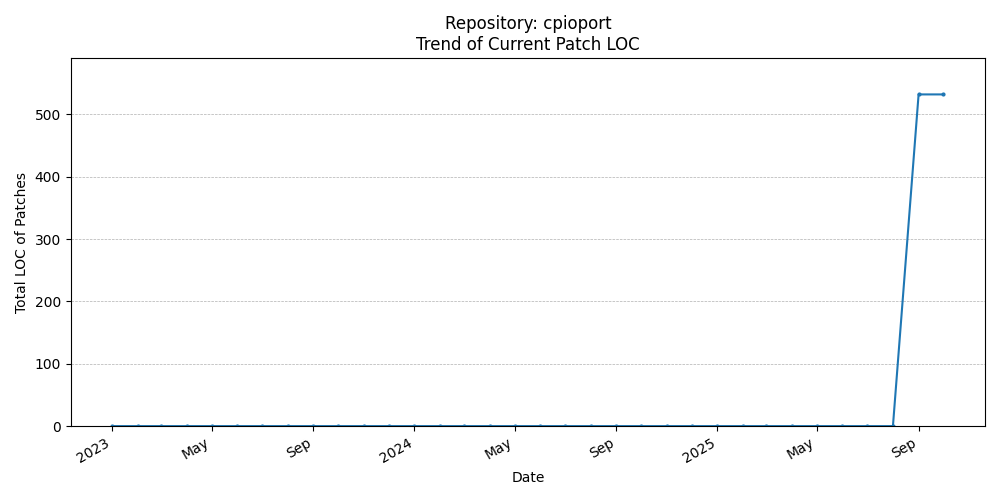 Repository: cpioport
Trend of Current Patch LOC
Total LOC of Patches
500
400
300
200
100
0
2023
May
Sep
2024
May
Sep
2025
May
Sep
Date